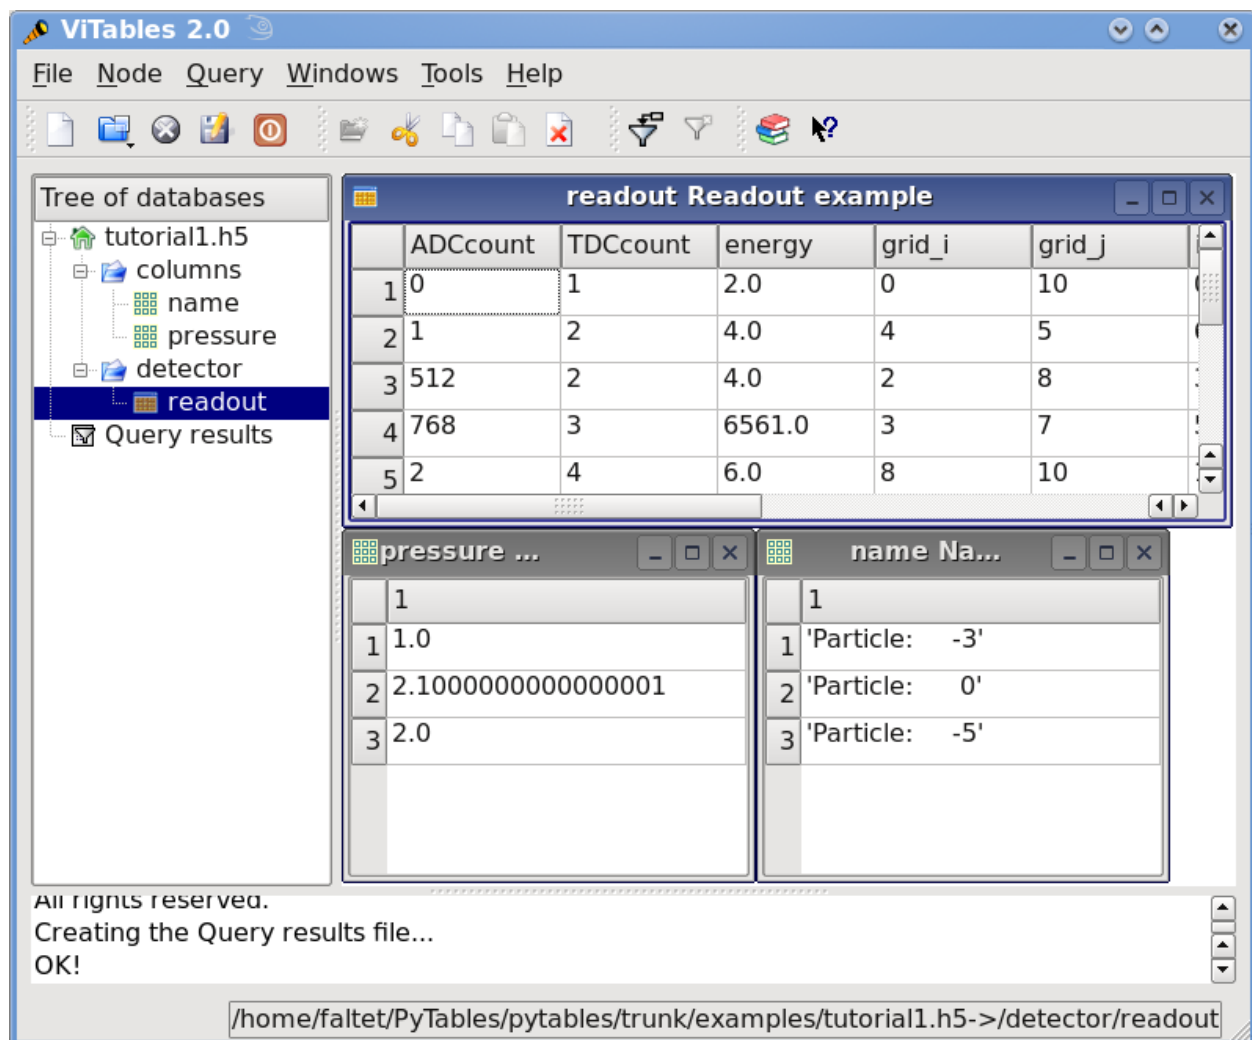 ViTables 2.0
File Node Query Windows Tools Help
Tree of databases
tutorial1.h5
columns
name
pressure
detector
readout
Query results
readout Readout example
ADCcount TDCcount energy grid_i grid_j
1 0 1 2.0 0 10
2 1 2 4.0 4 5
3 512 2 4.0 2 8
4 768 3 6561.0 3 7
5 2 4 6.0 8 10
pressure ...
1
1 1.0
2 2.1000000000000001
3 2.0
name Na...
1
1 'Particle:     -3'
2 'Particle:      0'
3 'Particle:     -5'
All rights reserved.
Creating the Query results file...
OK!
/home/faltet/PyTables/pytables/trunk/examples/tutorial1.h5->/detector/readout